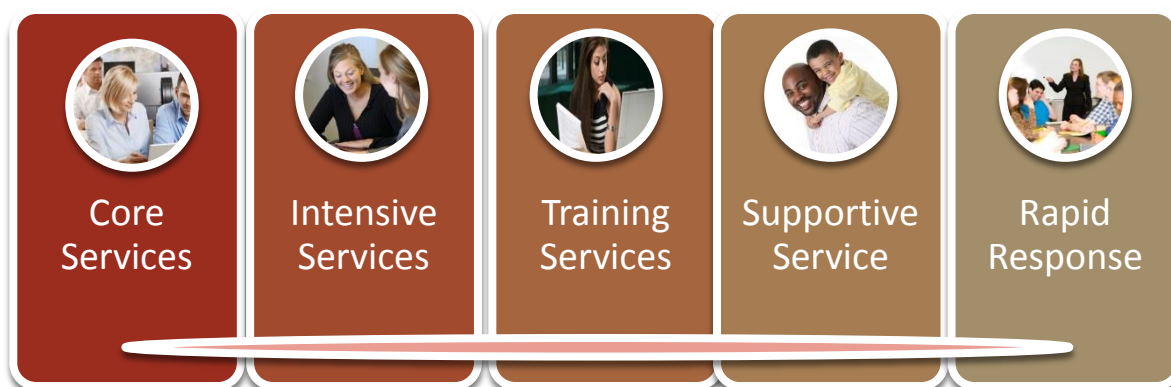 Core
Services
Intensive
Services
Training
Services
Supportive
Service
Rapid
Response